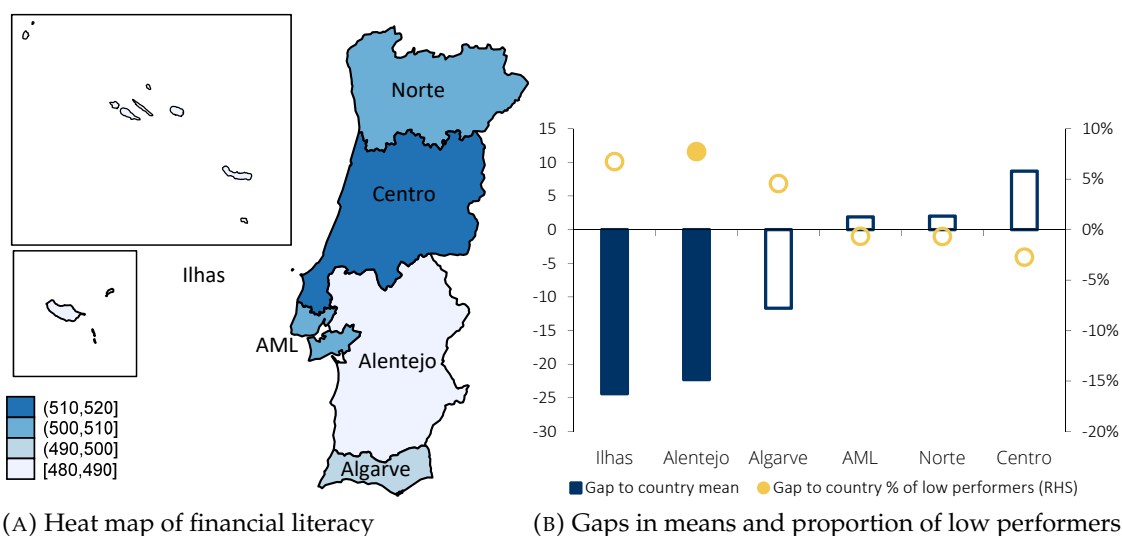 Norte
Centro
Ilhas
AML
Alentejo
Algarve
(510,520]
(500,510]
(490,500]
[480,490]
(A) Heat map of financial literacy
15
10
5
0
-5
-10
-15
-20
-25
-30
10%
5%
0%
-5%
-10%
-15%
-20%
Ilhas Alentejo Algarve AML Norte Centro
Gap to country mean Gap to country % of low performers (RHS)
(B) Gaps in means and proportion of low performers